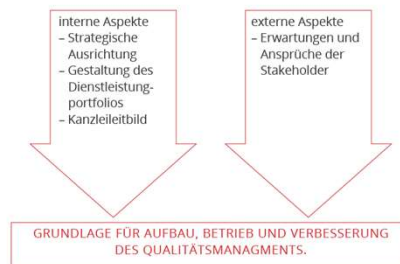 interne Aspekte
– Strategische
Ausrichtung
– Gestaltung des
Dienstleistung-
portfolios
– Kanzleileitbild
externe Aspekte
– Erwartungen und
Ansprüche der
Stakeholder
GRUNDLAGE FÜR AUFBAU, BETRIEB UND VERBESSERUNG
DES QUALITÄTSMANAGMENTS.